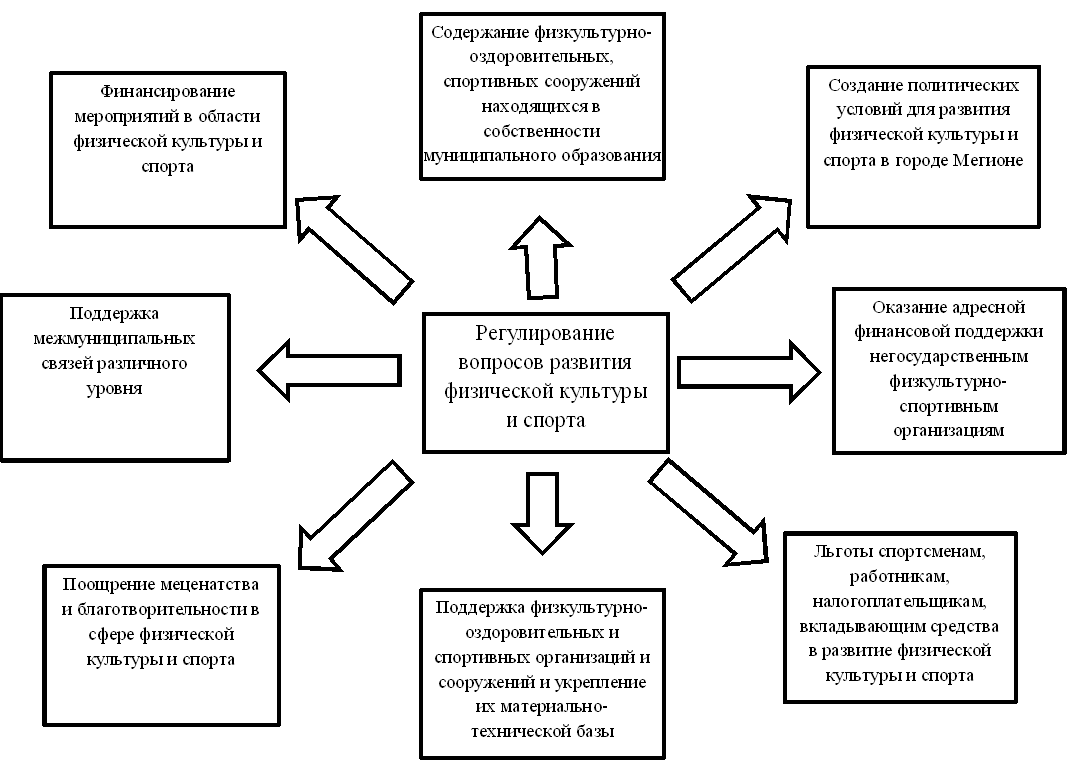 Содержание физкультурно-
оздоровительных,
спортивных сооружений
находящихся в
собственности
муниципального образования
Финансирование
мероприятий в области
физической культуры и
спорта
Создание политических
условий для развития
физической культуры и
спорта в городе Мегионе
Поддержка
межмуниципальных
связей различного
уровня
Регулирование
вопросов развития
физической культуры
и спорта
Оказание адресной
финансовой поддержки
негосударственным
физкультурно-
спортивным
организациям
Поощрение меценатства
и благотворительности в
сфере физической
культуры и спорта
Поддержка физкультурно-
оздоровительных и
спортивных организаций и
сооружений и укрепление
их материально-
технической базы
Льготы спортсменам,
работникам,
налогоплательщикам,
вкладывающим средства
в развитие физической
культуры и спорта